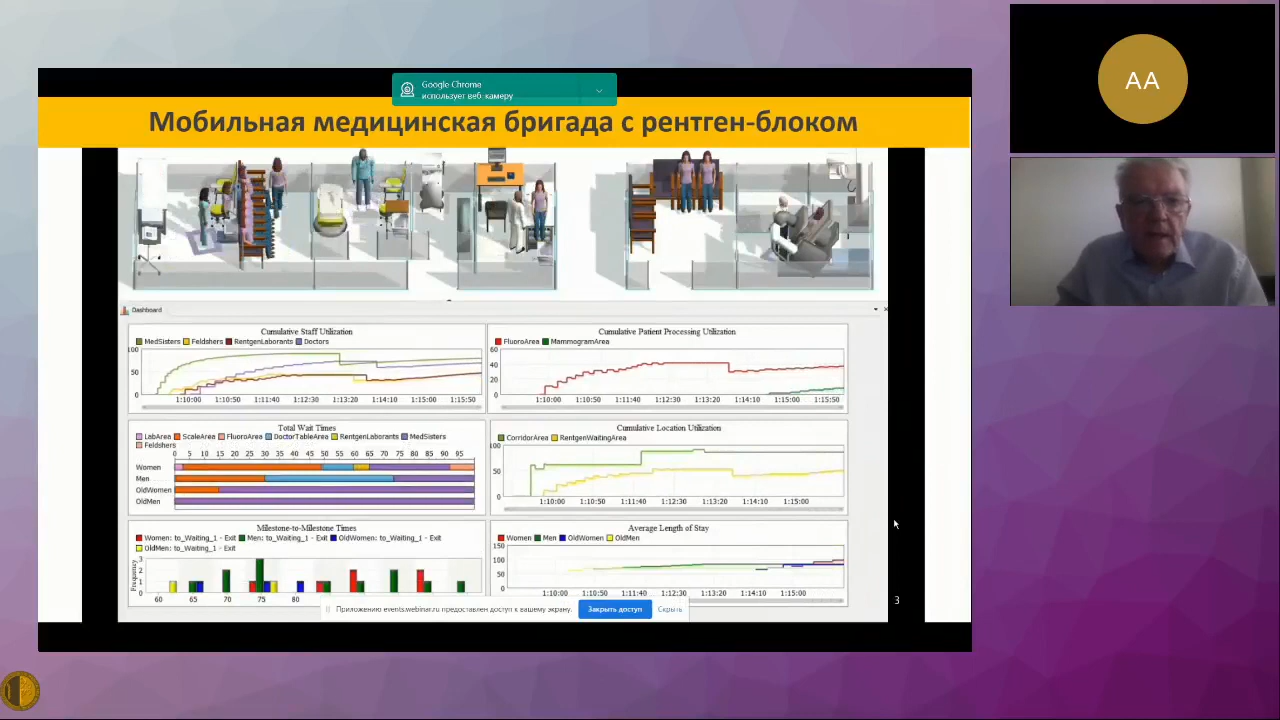 Google Chrome
использует веб-камеру
AA
Мобильная медицинская бригада с рентген-блоком
Dashboard
Cumulative Staff Utilization
MedSisters Feldshers RentgenLaborants Doctors
100
50
0
1:10:00 1:10:50 1:11:40 1:12:30 1:13:20 1:15:00 1:15:50
Cumulative Patient Processing Utilization
FluoroArea MammogramArea
60
40
20
0
1:10:00 1:10:50 1:11:40 1:12:30 1:13:20 1:14:10 1:15:00 1:15:50
Total Wait Times
LabArea ScaleArea FluoroArea DoctorTableArea RentgenLaborants MedSisters
Feldshers
0 5 10 15 20 25 30 35 40 45 50 55 60 65 70 75 80 85 90 95
Women
Men
OldWomen
OldMen
Cumulative Location Utilization
CorridorArea RentgenWaitingArea
100
50
0
1:10:00 1:10:50 1:11:40 1:12:30 1:13:20 1:14:10 1:15:00
Milestone-to-Milestone Times
Women: to_Waiting_1 - Exit Men: to_Waiting_1 - Exit OldWomen: to_Waiting_1 - Exit
OldMen: to_Waiting_1 - Exit
Frequency
3
2
1
0
60 65 70 75 80
Average Length of Stay
Women Men OldWomen OldMen
150
100
50
0
1:10:00 1:10:50 1:11:40 1:12:30 1:13:20 1:14:10 1:15:00
3
Приложению events.webinar.ru предоставлен доступ к вашему экрану.
Закрыть доступ
Скрыть